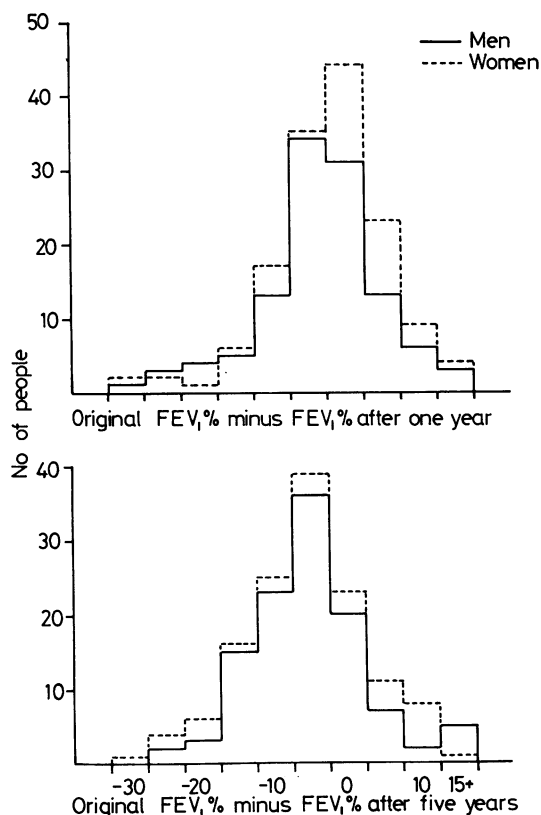 50
Men
Women
40
30
20
10
Original FEV₁% minus FEV₁% after one year
No of people
40
30
20
10
-30 -20 -10 0 10 15+
Original FEV₁% minus FEV₁% after five years